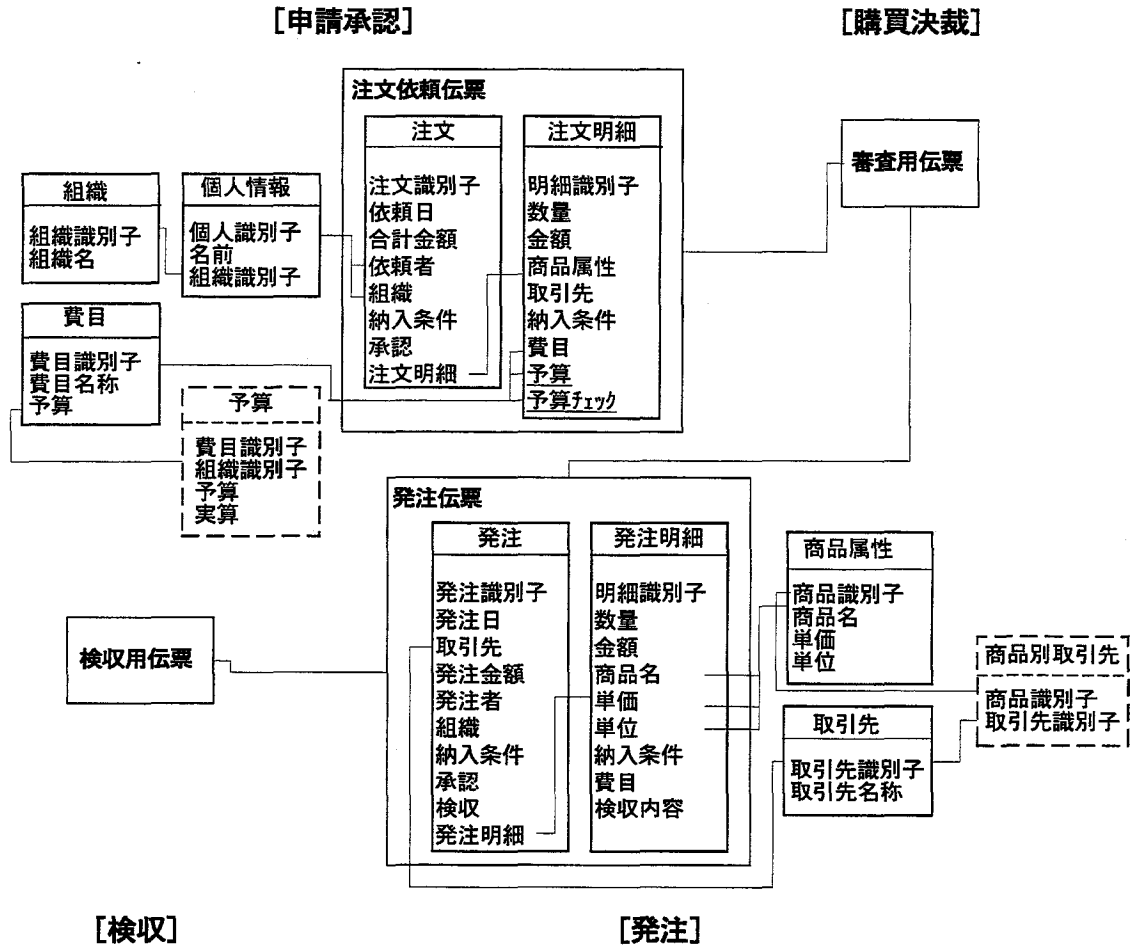 [申請承認]
[購買決裁]
注文依頼伝票
注文
注文識別子
依頼日
合計金額
依頼者
組織
納入条件
承認
注文明細
注文明細
明細識別子
数量
金額
商品属性
取引先
納入条件
費目
予算
予算チェック
審査用伝票
組織
組織識別子
組織名
個人情報
個人識別子
名前
組織識別子
費目
費目識別子
費目名称
予算
予算
費目識別子
組織識別子
予算
実算
発注伝票
発注
発注識別子
発注日
取引先
発注金額
発注者
組織
納入条件
承認
検収
発注明細
発注明細
明細識別子
数量
金額
商品名
単価
単位
納入条件
費目
検収内容
商品属性
商品識別子
商品名
単価
単位
商品別取引先
商品識別子
取引先識別子
取引先
取引先識別子
取引先名称
検収用伝票
[検収]
[発注]